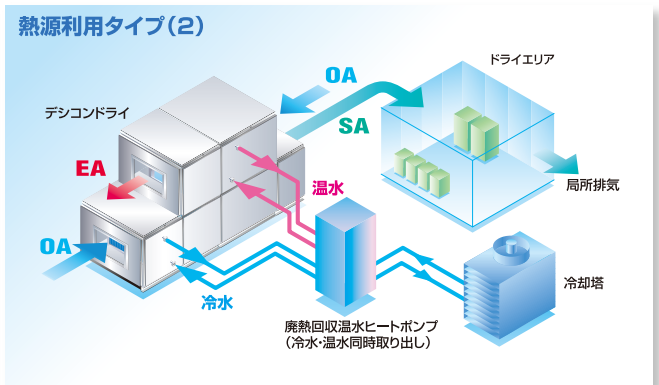 熱源利用タイプ（2）
ドライエリア
OA
デシコンドライ
SA
EA
局所排気
温水
OA
冷却塔
冷水
廃熱回収温水ヒートポンプ
（冷水・温水同時取り出し）